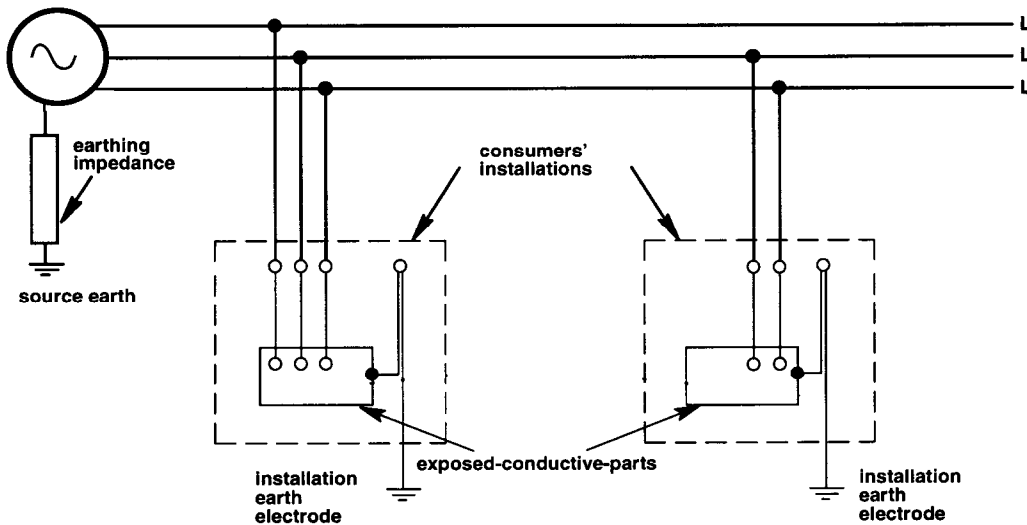 L
L
L
earthing
impedance
consumers'
installations
source earth
exposed-conductive-parts
installation
earth
electrode
installation
earth
electrode